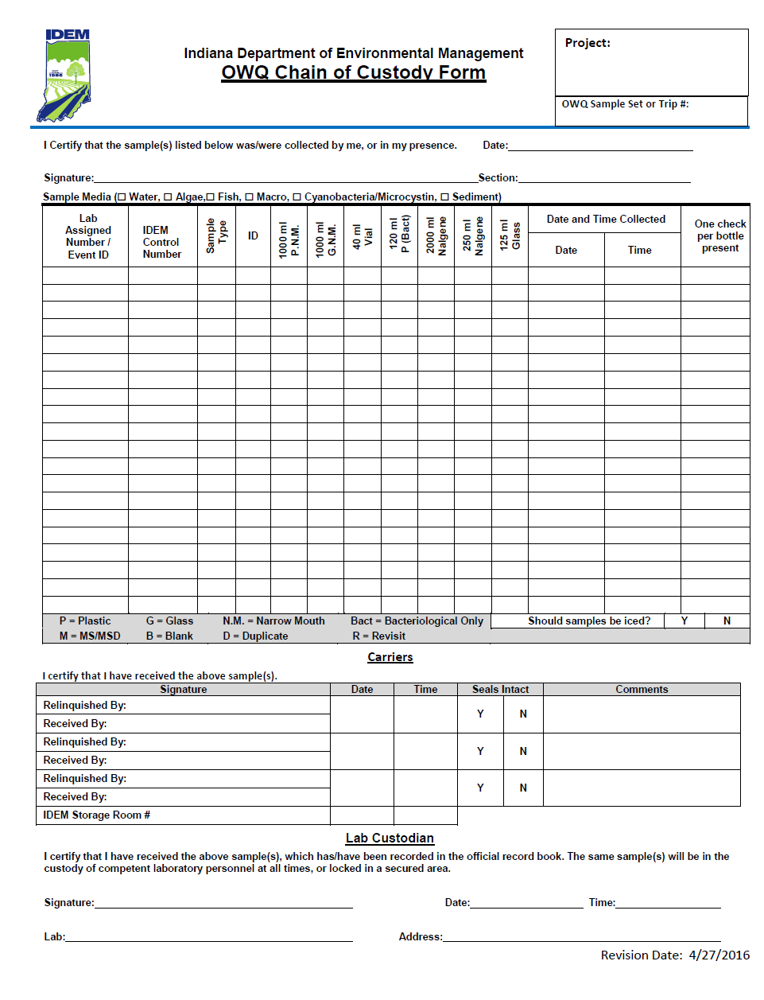 IDEM
EST.
1986
Indiana Department of Environmental Management
OWQ Chain of Custody Form
Project:
OWQ Sample Set or Trip #:
I Certify that the sample(s) listed below was/were collected by me, or in my presence. Date:
Signature: Section:
Sample Media (☐ Water, ☐ Algae,☐ Fish, ☐ Macro, ☐ Cyanobacteria/Microcystin, ☐ Sediment)
Lab
Assigned
Number /
Event ID
IDEM
Control
Number
Sample
Type
ID
1000 ml
P.N.M.
1000 ml
G.N.M.
40 ml
Vial
120 ml
P (Bact)
2000 ml
Nalgene
250 ml
Nalgene
125 ml
Glass
Date and Time Collected
Date Time
One check
per bottle
present
P = Plastic G = Glass N.M. = Narrow Mouth Bact = Bacteriological Only Should samples be iced? Y N
M = MS/MSD B = Blank D = Duplicate R = Revisit
Carriers
I certify that I have received the above sample(s).
Signature Date Time Seals Intact Comments
Relinquished By:
Y N
Received By:
Relinquished By:
Y N
Received By:
Relinquished By:
Y N
Received By:
IDEM Storage Room #
Lab Custodian
I certify that I have received the above sample(s), which has/have been recorded in the official record book. The same sample(s) will be in the
custody of competent laboratory personnel at all times, or locked in a secured area.
Signature: Date: Time:
Lab: Address:
Revision Date: 4/27/2016